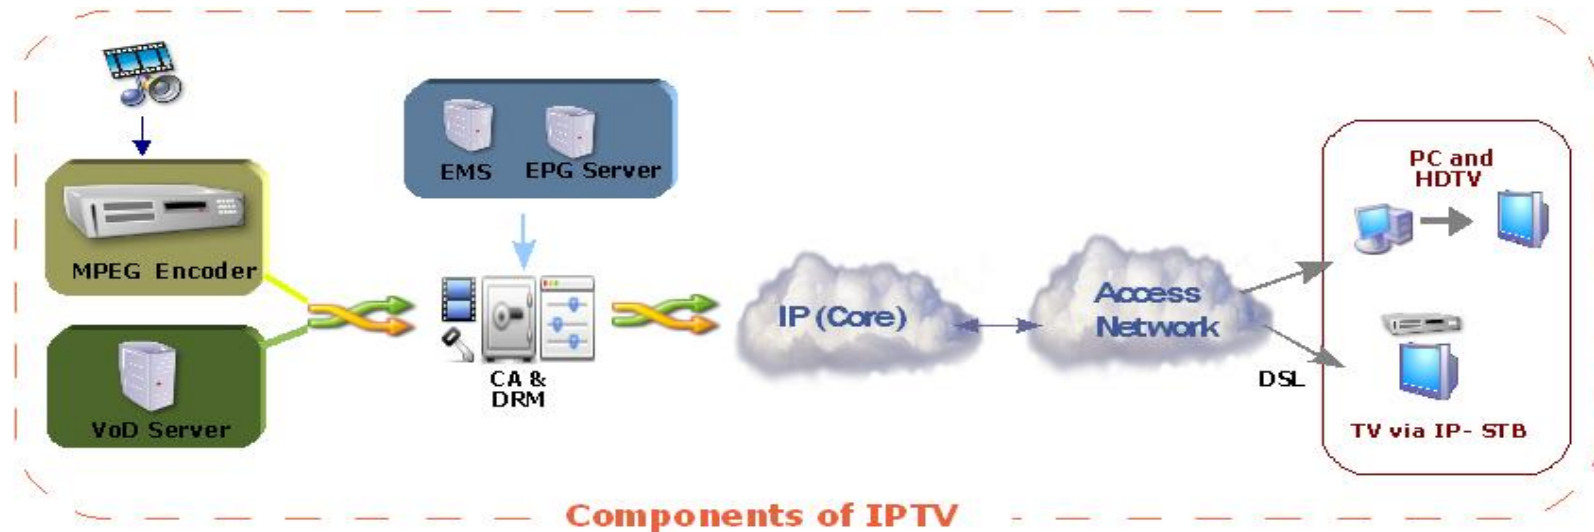 EMS
EPG Server
MPEG Encoder
VoD Server
CA &
DRM
IP (Core)
Access
Network
DSL
PC and
HDTV
TV via IP- STB
Components of IPTV